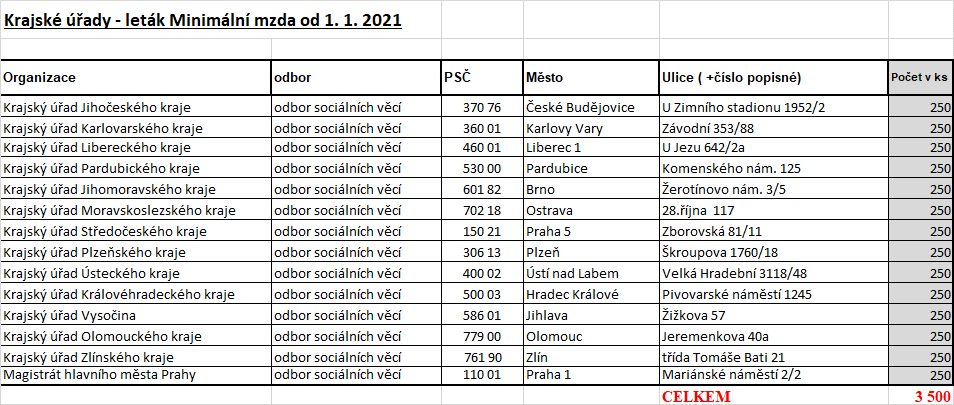 Krajské úřady - leták Minimální mzda od 1. 1. 2021
Organizace odbor PSČ Město Ulice ( +číslo popisné) Počet v ks
Krajský úřad Jihočeského kraje odbor sociálních věcí 370 76 České Budějovice U Zimního stadionu 1952/2 250
Krajský úřad Karlovarského kraje odbor sociálních věcí 360 01 Karlovy Vary Závodní 353/88 250
Krajský úřad Libereckého kraje odbor sociálních věcí 460 01 Liberec 1 U Jezu 642/2a 250
Krajský úřad Pardubického kraje odbor sociálních věcí 530 00 Pardubice Komenského nám. 125 250
Krajský úřad Jihomoravského kraje odbor sociálních věcí 601 82 Brno Žerotínovo nám. 3/5 250
Krajský úřad Moravskoslezského kraje odbor sociálních věcí 702 18 Ostrava 28.října 117 250
Krajský úřad Středočeského kraje odbor sociálních věcí 150 21 Praha 5 Zborovská 81/11 250
Krajský úřad Plzeňského kraje odbor sociálních věcí 306 13 Plzeň Škroupova 1760/18 250
Krajský úřad Ústeckého kraje odbor sociálních věcí 400 02 Ústí nad Labem Velká Hradební 3118/48 250
Krajský úřad Královéhradeckého kraje odbor sociálních věcí 500 03 Hradec Králové Pivovarské náměstí 1245 250
Krajský úřad Vysočina odbor sociálních věcí 586 01 Jihlava Žižkova 57 250
Krajský úřad Olomouckého kraje odbor sociálních věcí 779 00 Olomouc Jeremenkova 40a 250
Krajský úřad Zlínského kraje odbor sociálních věcí 761 90 Zlín třída Tomáše Bati 21 250
Magistrát hlavního města Prahy odbor sociálních věcí 110 01 Praha 1 Mariánské náměstí 2/2 250
CELKEM 3 500